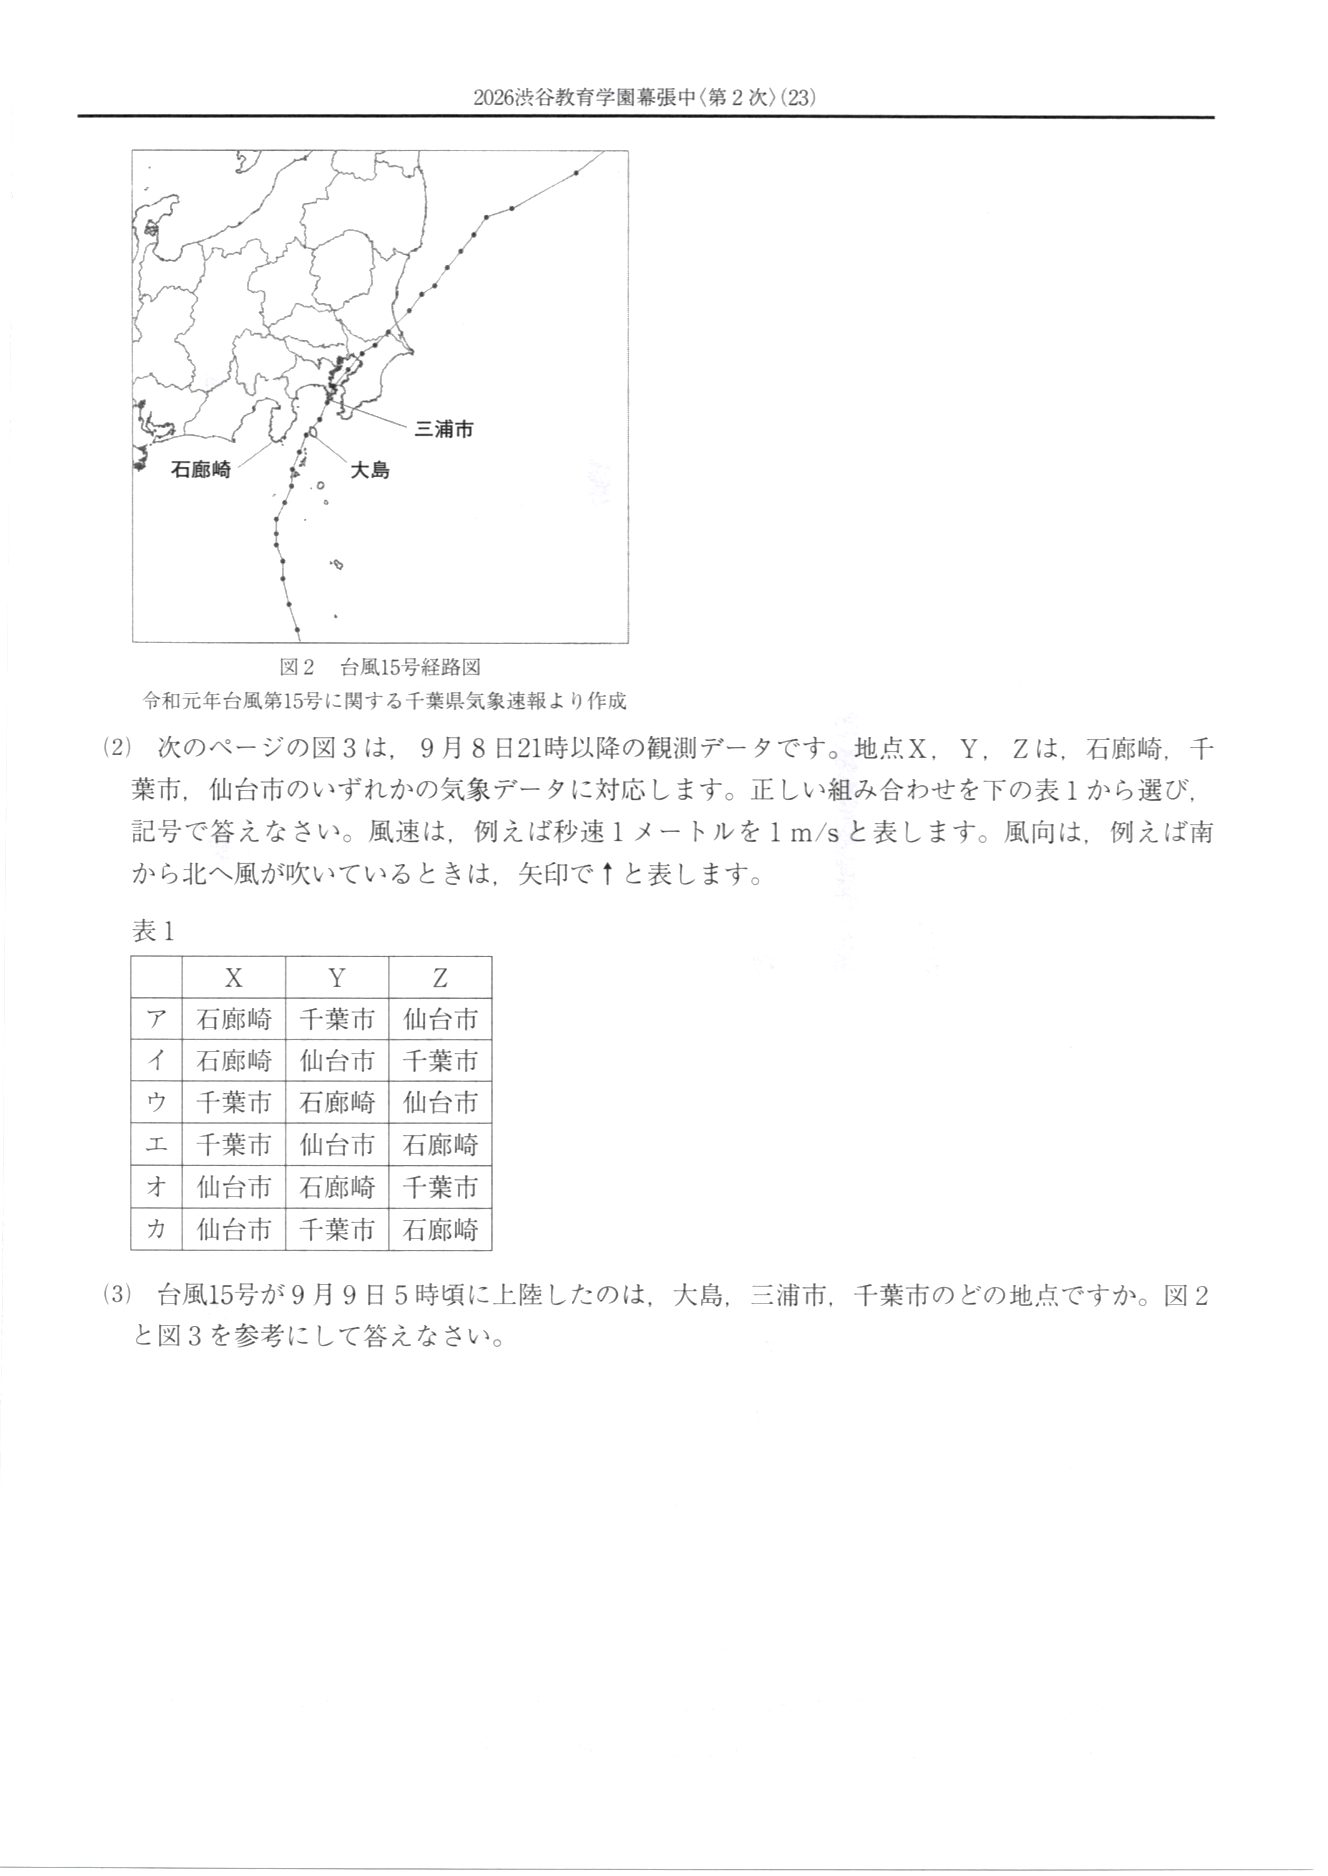 2026渋谷教育学園幕張中〈第2次〉(23)
三浦市
石廊崎
大島
図2 台風15号経路図
令和元年台風第15号に関する千葉県気象速報より作成
(2) 次のページの図3は，9月8日21時以降の観測データです。地点X，Y，Zは，石廊崎，千
葉市，仙台市のいずれかの気象データに対応します。正しい組み合わせを下の表1から選び，
記号で答えなさい。風速は，例えば秒速1メートルを1m/sと表します。風向は，例えば南
から北へ風が吹いているときは，矢印で↑と表します。
表1
X Y Z
ア 石廊崎 千葉市 仙台市
イ 石廊崎 仙台市 千葉市
ウ 千葉市 石廊崎 仙台市
エ 千葉市 仙台市 石廊崎
オ 仙台市 石廊崎 千葉市
カ 仙台市 千葉市 石廊崎
(3) 台風15号が9月9日5時頃に上陸したのは，大島，三浦市，千葉市のどの地点ですか。図2
と図3を参考にして答えなさい。